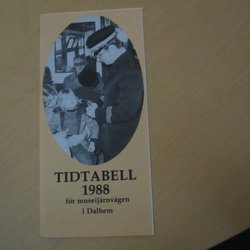 TIDTABELL
1988
för museijärnvägen
i Dalhem